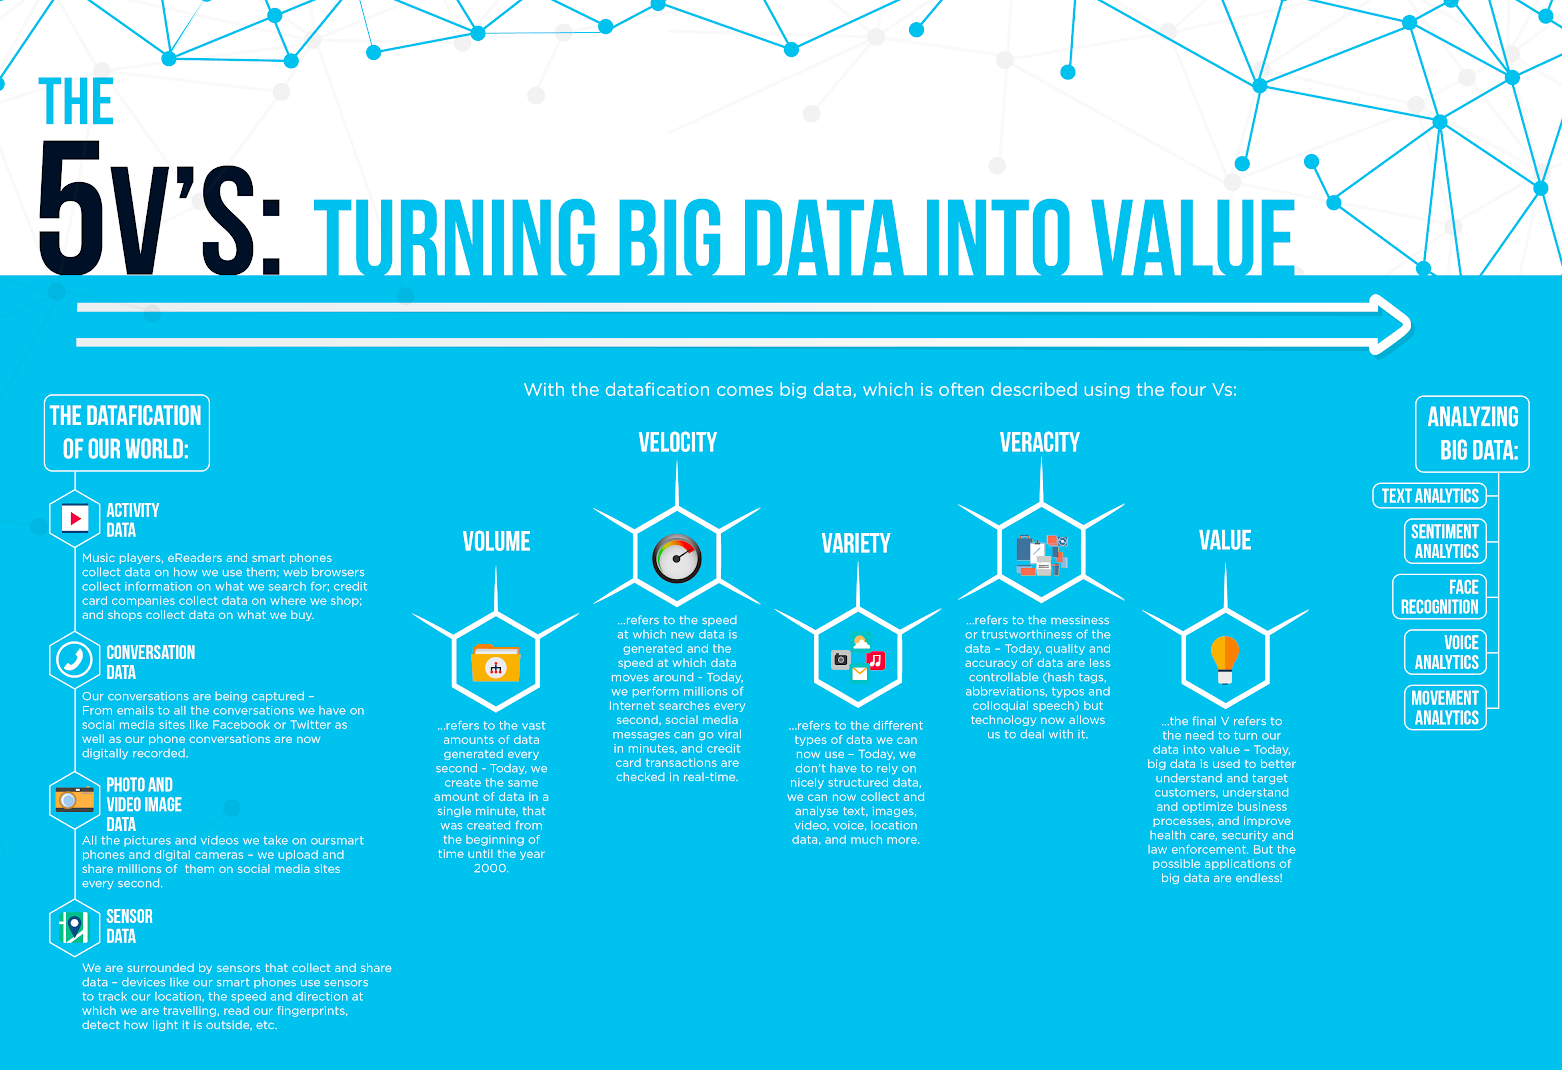 THE
5V'S: TURNING BIG DATA INTO VALUE
With the datafication comes big data, which is often described using the four Vs:
THE DATAFICATION
OF OUR WORLD:
ACTIVITY
DATA
Music players, eReaders and smart phones
collect data on how we use them; web browsers
collect information on what we search for; credit
card companies collect data on where we shop;
and shops collect data on what we buy.
CONVERSATION
DATA
Our conversations are being captured –
From emails to all the conversations we have on
social media sites like Facebook or Twitter as
well as our phone conversations are now
digitally recorded.
PHOTO AND
VIDEO IMAGE
DATA
All the pictures and videos we take on oursmart
phones and digital cameras – we upload and
share millions of them on social media sites
every second.
SENSOR
DATA
We are surrounded by sensors that collect and share
data – devices like our smart phones use sensors
to track our location, the speed and direction at
which we are travelling, read our fingerprints,
detect how light it is outside, etc.
VOLUME
...refers to the vast
amounts of data
generated every
second - Today, we
create the same
amount of data in a
single minute, that
was created from
the beginning of
time until the year
2000.
VELOCITY
...refers to the speed
at which new data is
generated and the
speed at which data
moves around - Today,
we perform millions of
Internet searches every
second, social media
messages can go viral
in minutes, and credit
card transactions are
checked in real-time.
VARIETY
...refers to the different
types of data we can
now use – Today, we
don't have to rely on
nicely structured data,
we can now collect and
analyse text, images,
video, voice, location
data, and much more.
VERACITY
...refers to the messiness
or trustworthiness of the
data – Today, quality and
accuracy of data are less
controllable (hash tags,
abbreviations, typos and
colloquial speech) but
technology now allows
us to deal with it.
VALUE
...the final V refers to
the need to turn our
data into value – Today,
big data is used to better
understand and target
customers, understand
and optimize business
processes, and improve
health care, security and
law enforcement. But the
possible applications of
big data are endless!
ANALYZING
BIG DATA:
TEXT ANALYTICS
SENTIMENT
ANALYTICS
FACE
RECOGNITION
VOICE
ANALYTICS
MOVEMENT
ANALYTICS